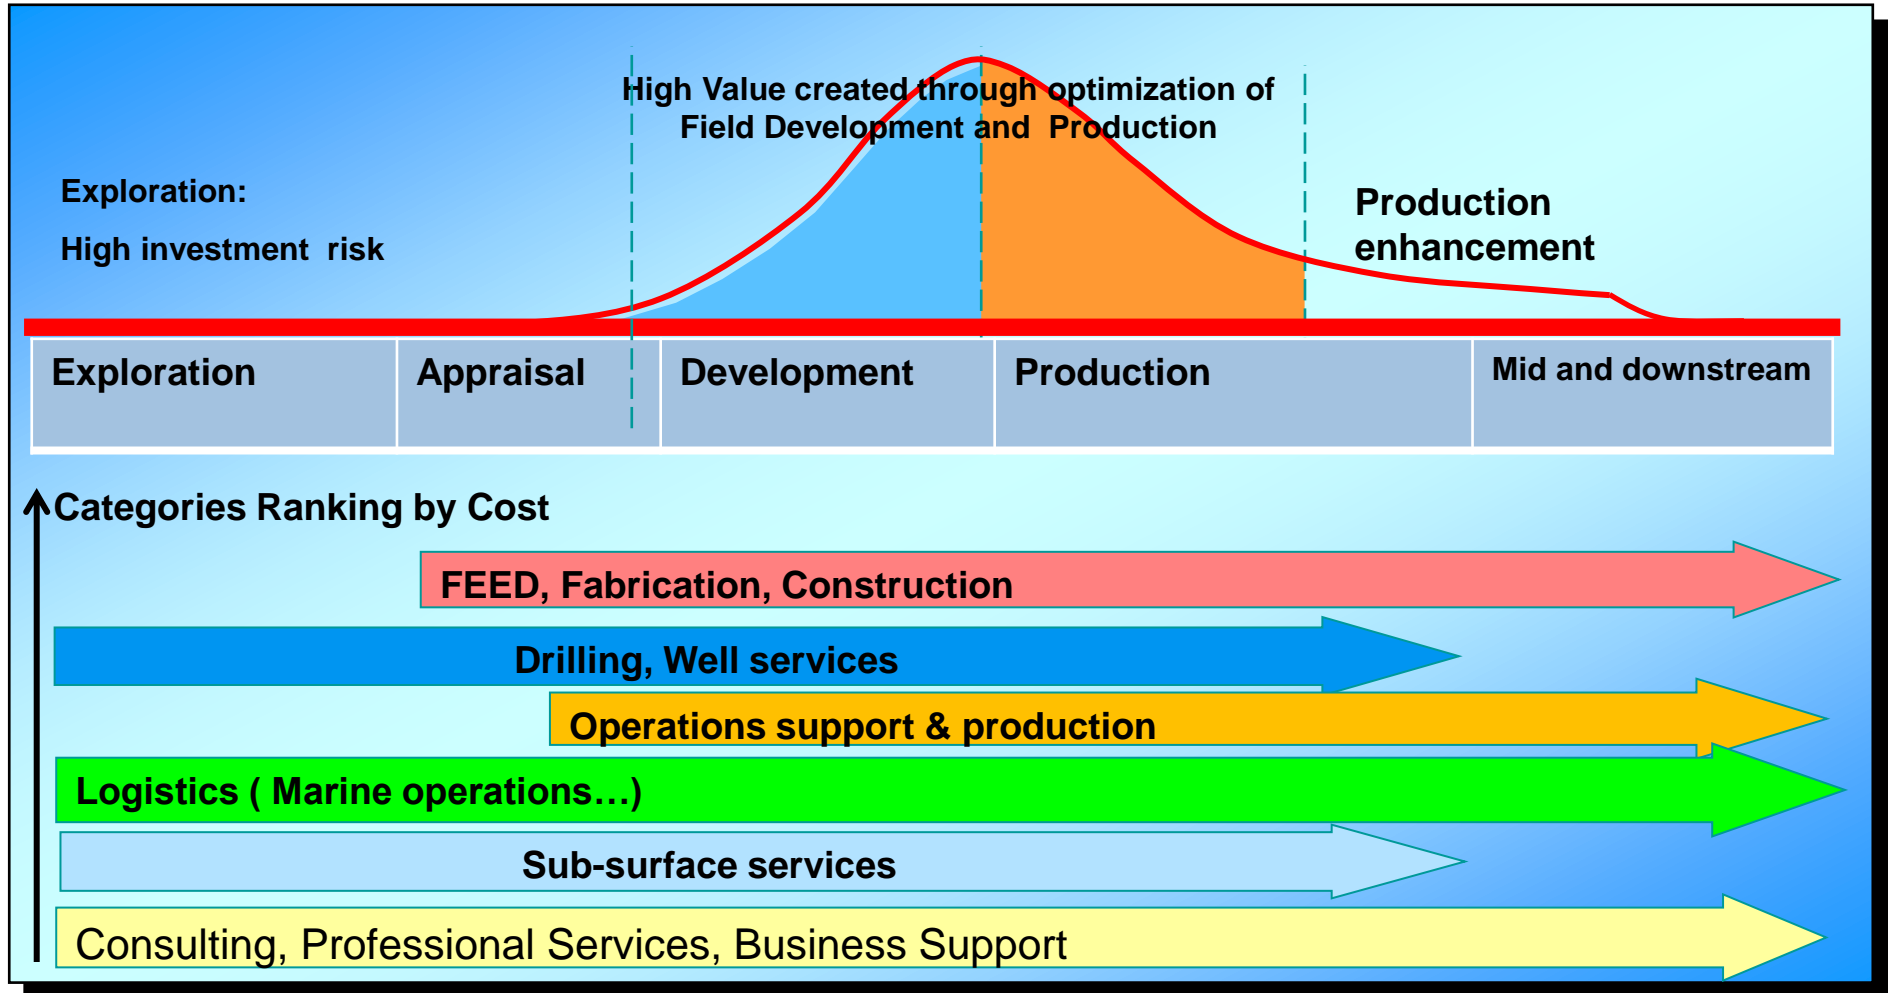 High Value created through optimization of
Field Development and  Production
Exploration:
High investment  risk
Production
enhancement
Exploration
Appraisal
Development
Production
Mid and downstream
Categories Ranking by Cost
FEED, Fabrication, Construction
Drilling, Well services
Operations support & production
Logistics ( Marine operations…)
Sub-surface services
Consulting, Professional Services, Business Support